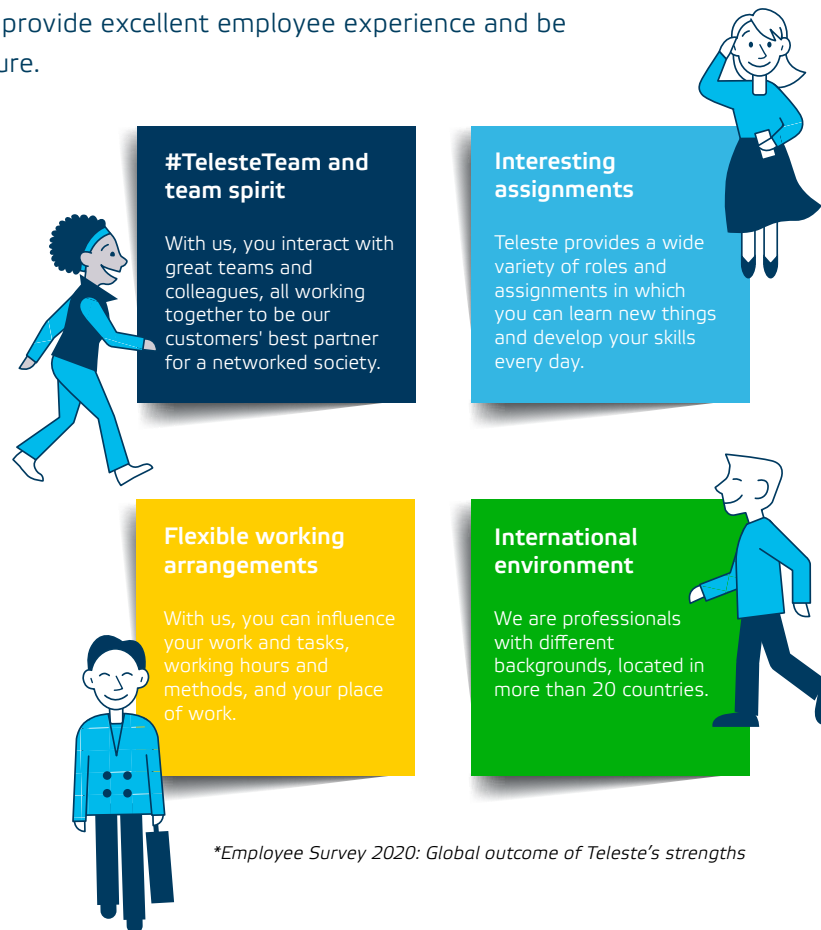 provide excellent employee experience and be
ure.
#TelesteTeam and
team spirit
With us, you interact with
great teams and
colleagues, all working
together to be our
customers' best partner
for a networked society.
Interesting
assignments
Teleste provides a wide
variety of roles and
assignments in which
you can learn new things
and develop your skills
every day.
Flexible working
arrangements
With us, you can influence
your work and tasks,
working hours and
methods, and your place
of work.
International
environment
We are professionals
with different
backgrounds, located in
more than 20 countries.
*Employee Survey 2020: Global outcome of Teleste's strengths